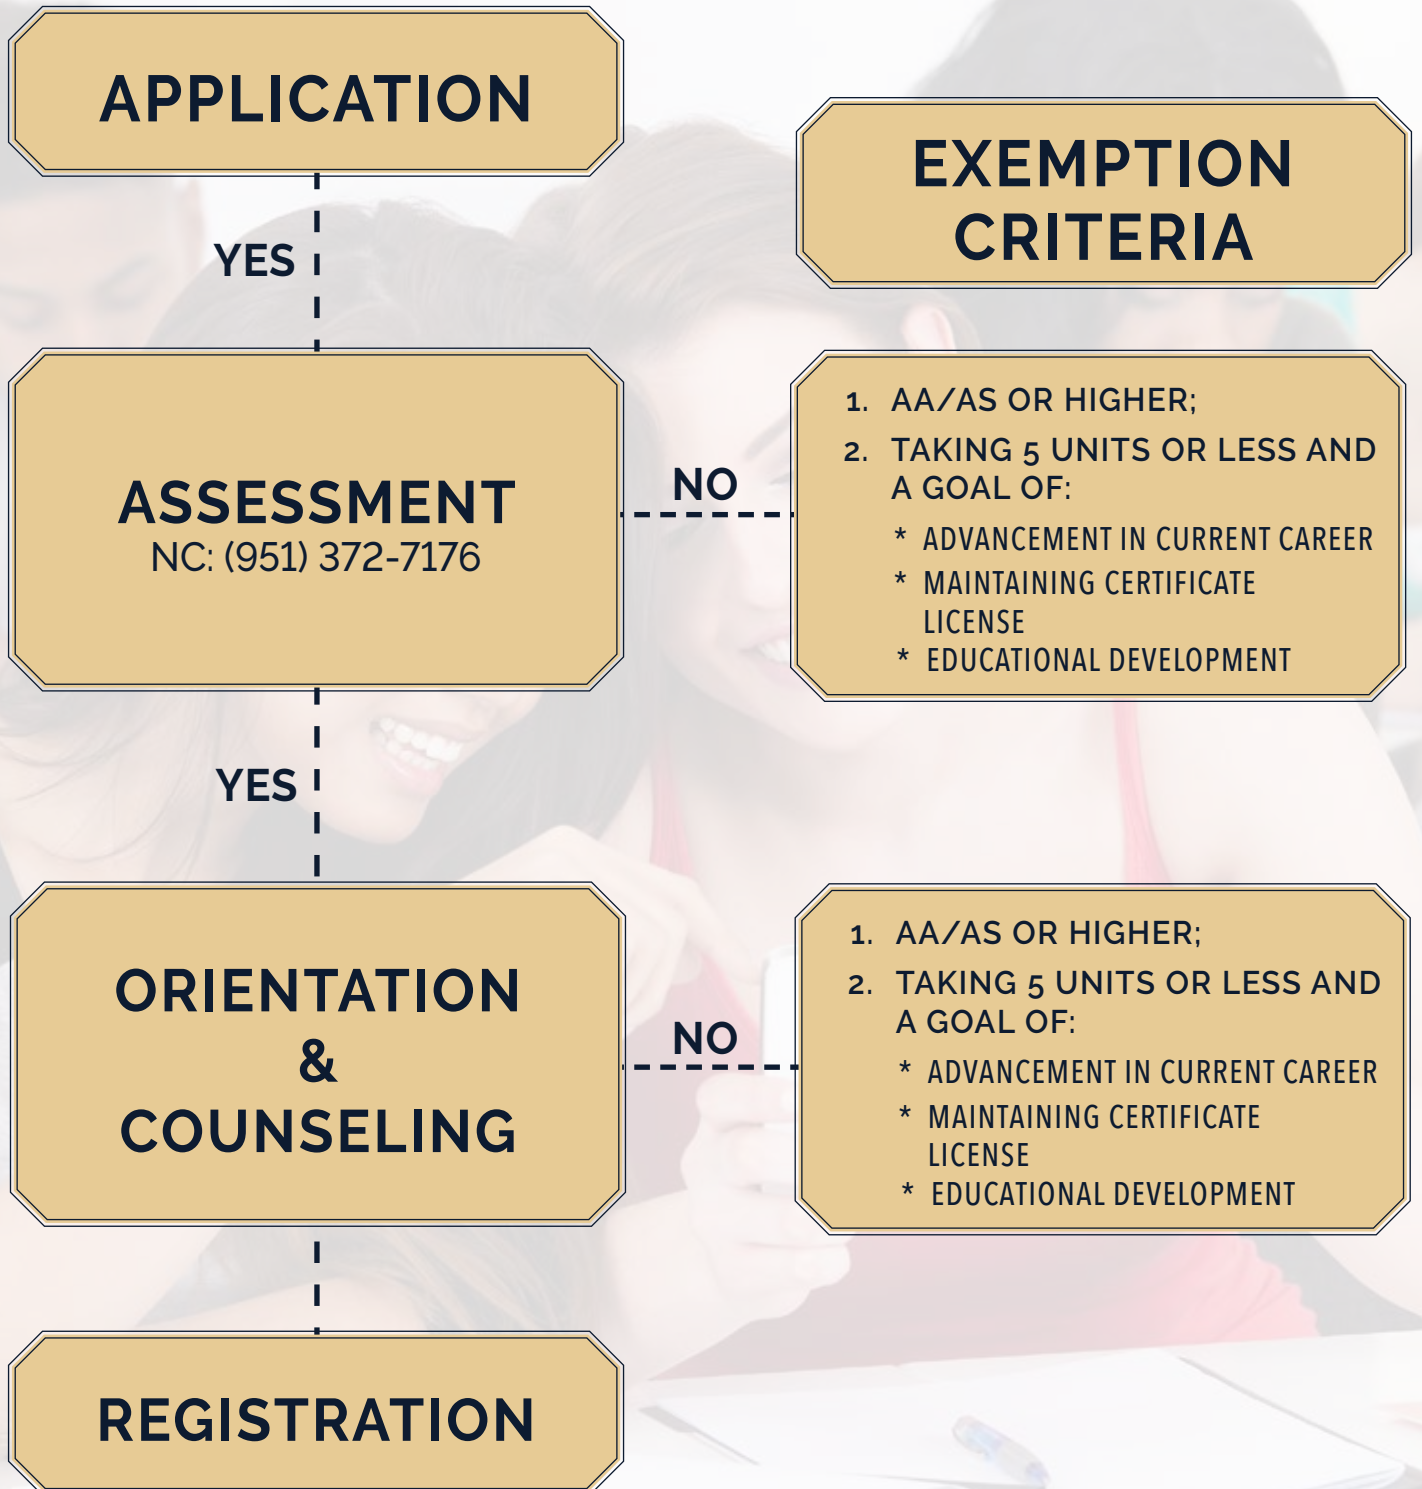 APPLICATION
EXEMPTION
CRITERIA
YES
ASSESSMENT
NC: (951) 372-7176
NO
1. AA/AS OR HIGHER;
2. TAKING 5 UNITS OR LESS AND
A GOAL OF:
* ADVANCEMENT IN CURRENT CAREER
* MAINTAINING CERTIFICATE
LICENSE
* EDUCATIONAL DEVELOPMENT
YES
ORIENTATION
&
COUNSELING
NO
1. AA/AS OR HIGHER;
2. TAKING 5 UNITS OR LESS AND
A GOAL OF:
* ADVANCEMENT IN CURRENT CAREER
* MAINTAINING CERTIFICATE
LICENSE
* EDUCATIONAL DEVELOPMENT
REGISTRATION